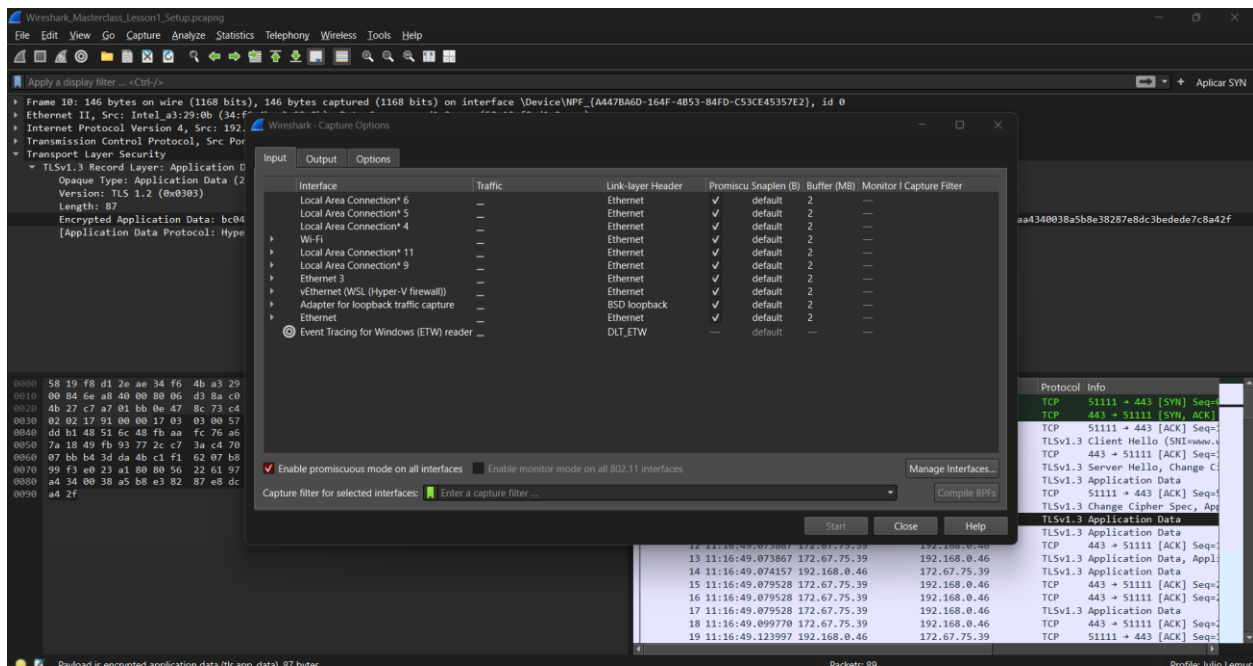 Wireshark_Masterclass_Lesson1_Setup.pcapng
File Edit View Go Capture Analyze Statistics Telephony Wireless Tools Help
Apply a display filter ... <Ctrl-/>
Aplicar SYN
Frame 10: 146 bytes on wire (1168 bits), 146 bytes captured (1168 bits) on interface \Device\NPF_{A447BA6D-164F-4B53-84FD-C53CE45357E2}, id 0
Ethernet II, Src: Intel_a3:29:0b
Internet Protocol Version 4, Src: 192.
Transmission Control Protocol, Src Por
Transport Layer Security
TLSv1.3 Record Layer: Application D
Opaque Type: Application Data (2
Version: TLS 1.2 (0x0303)
Length: 87
Encrypted Application Data: bc04 aa4340038a5b8e38287e8dc3bedede7c8a42f
[Application Data Protocol: Hype
Wireshark · Capture Options
Input Output Options
Interface Traffic Link-layer Header Promiscu Snaplen (B) Buffer (MB) Monitor I Capture Filter
Local Area Connection* 6 Ethernet default 2 —
Local Area Connection* 5 Ethernet default 2 —
Local Area Connection* 4 Ethernet default 2 —
Wi-Fi Ethernet default 2 —
Local Area Connection* 11 Ethernet default 2 —
Local Area Connection* 9 Ethernet default 2 —
Ethernet 3 Ethernet default 2 —
vEthernet (WSL (Hyper-V firewall)) Ethernet default 2 —
Adapter for loopback traffic capture BSD loopback default 2 —
Ethernet Ethernet default 2 —
Event Tracing for Windows (ETW) reader DLT_ETW — default — —
Enable promiscuous mode on all interfaces Enable monitor mode on all 802.11 interfaces Manage Interfaces...
Capture filter for selected interfaces: Enter a capture filter ... Compile BPFs
Start Close Help
0000 58 19 f8 d1 2e ae 34 f6 4b a3 29
0010 00 84 6e a8 40 00 80 06 d3 8a c0
0020 4b 27 c7 a7 01 bb 0e 47 8c 73 c4
0030 02 02 17 91 00 00 17 03 03 00 57
0040 dd b1 48 51 6c 48 fb aa fc 76 a6
0050 7a 18 49 fb 93 77 2c c7 3a c4 70
0060 07 bb b4 3d da 4b c1 f1 62 07 b8
0070 99 f3 e0 23 a1 80 80 56 22 61 97
0080 a4 34 00 38 a5 b8 e3 82 87 e8 dc
0090 a4 2f
Protocol Info
TCP 51111 → 443 [SYN] Seq=
TCP 443 → 51111 [SYN, ACK]
TCP 51111 → 443 [ACK] Seq=
TLSv1.3 Client Hello (SNI=www.
TCP 443 → 51111 [ACK] Seq=
TLSv1.3 Server Hello, Change C
TLSv1.3 Application Data
TCP 51111 → 443 [ACK] Seq=
TLSv1.3 Change Cipher Spec, App
TLSv1.3 Application Data
TLSv1.3 Application Data
12 11:16:49.073867 172.67.75.39 192.168.0.46 TCP 443 → 51111 [ACK] Seq=
13 11:16:49.073867 172.67.75.39 192.168.0.46 TLSv1.3 Application Data, Appl
14 11:16:49.074157 192.168.0.46 172.67.75.39 TLSv1.3 Application Data
15 11:16:49.079528 172.67.75.39 192.168.0.46 TCP 443 → 51111 [ACK] Seq=
16 11:16:49.079528 172.67.75.39 192.168.0.46 TCP 443 → 51111 [ACK] Seq=
17 11:16:49.079528 172.67.75.39 192.168.0.46 TLSv1.3 Application Data
18 11:16:49.099770 172.67.75.39 192.168.0.46 TCP 443 → 51111 [ACK] Seq=
19 11:16:49.123997 192.168.0.46 172.67.75.39 TCP 51111 → 443 [ACK] Seq=
Payload is encrypted application data (tls.app_data), 87 bytes Packets: 89 Profile: Julio Lemus